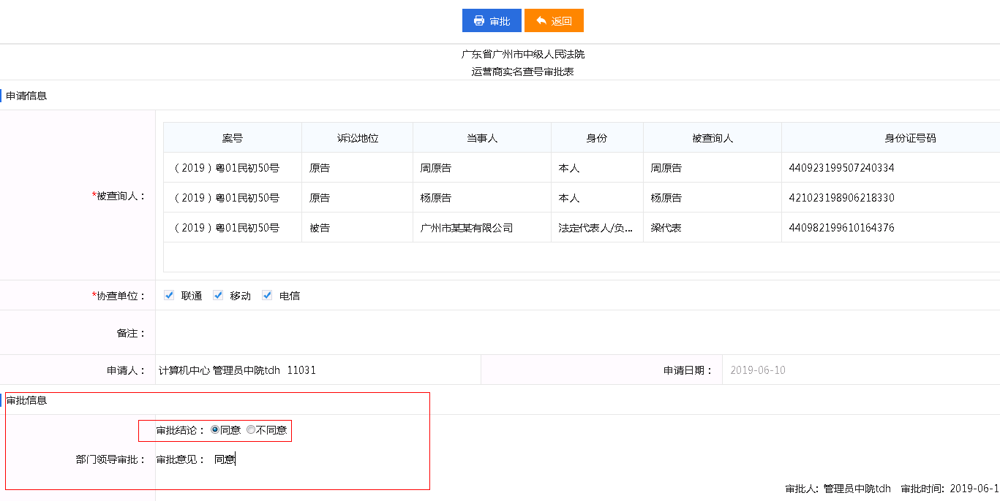 审批 返回
广东省广州市中级人民法院
运营商实名查号审批表
申请信息
案号 诉讼地位 当事人 身份 被查询人 身份证号码
*被查询人：
（2019）粤01民初50号 原告 周原告 本人 周原告 440923199507240334
（2019）粤01民初50号 原告 杨原告 本人 杨原告 421023198906218330
（2019）粤01民初50号 被告 广州市某某有限公司 法定代表人/负... 梁代表 440982199610164376
*协查单位： 联通 移动 电信
备注：
申请人： 计算机中心 管理员中院tdh 11031 申请日期： 2019-06-10
审批信息
审批结论： 同意 不同意
部门领导审批： 审批意见： 同意
审批人: 管理员中院tdh 审批时间: 2019-06-1